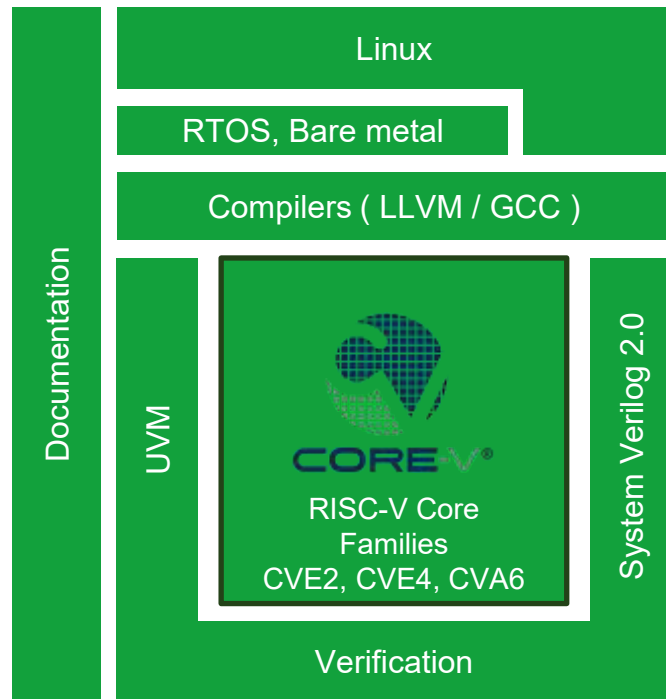 Documentation
Linux
RTOS, Bare metal
Compilers ( LLVM / GCC )
UVM
CORE-V®
RISC-V Core
Families
CVE2, CVE4, CVA6
System Verilog 2.0
Verification